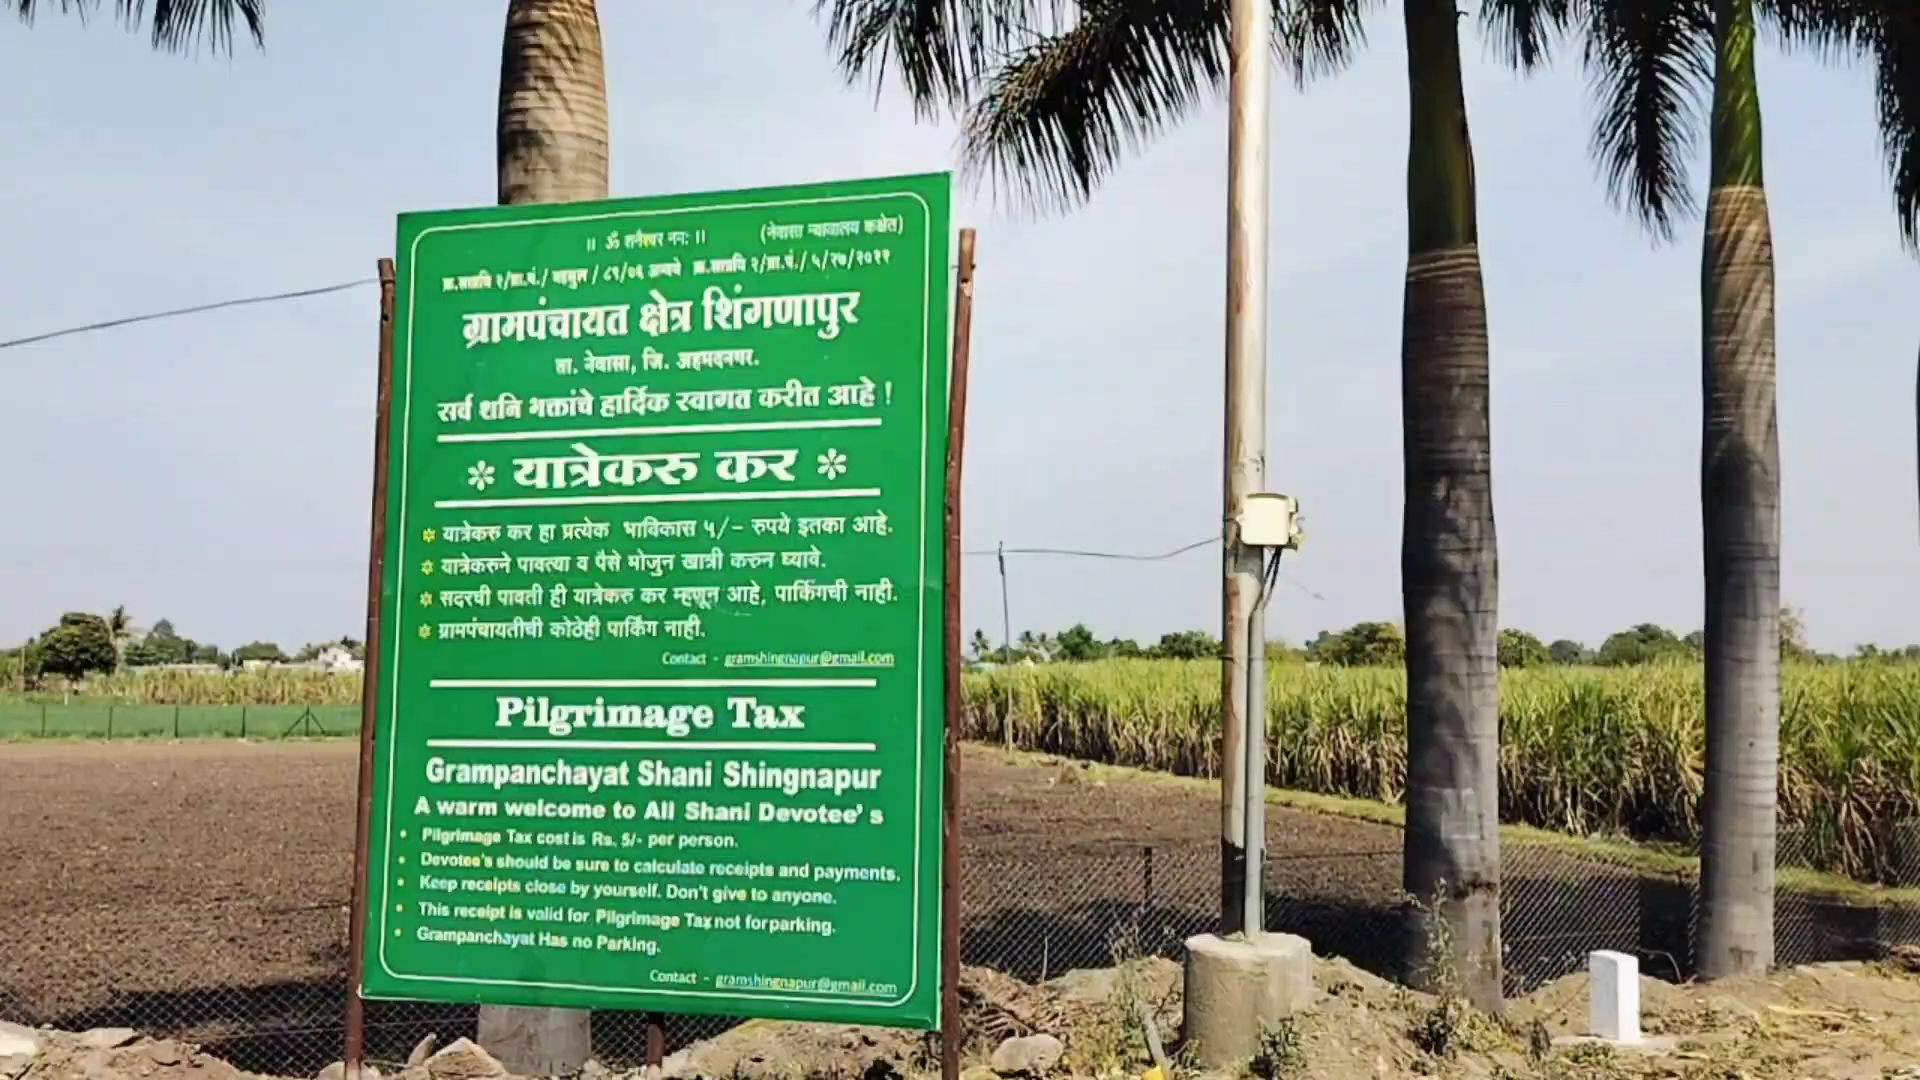 ॥ ॐ शनैश्वर नमः ॥ (नेवासा न्यायालय कक्षेत)
ग्रामपंचायत क्षेत्र शिंगणापुर
ता. नेवासा, जि. अहमदनगर.
सर्व शनि भक्तांचे हार्दिक स्वागत करीत आहे !
यात्रेकरु कर
यात्रेकरु कर हा प्रत्येक भाविकास ५/- रुपये इतका आहे.
यात्रेकरुने पावत्या व पैसे मोजुन खात्री करुन घ्यावे.
सदरची पावती ही यात्रेकरु कर म्हणून आहे, पार्किंगची नाही.
ग्रामपंचायतीची कोठेही पार्किंग नाही.
Contact - gramshingnapur@gmail.com
Pilgrimage Tax
Grampanchayat Shani Shingnapur
A warm welcome to All Shani Devotee's
• Pilgrimage Tax cost is Rs. 5/- per person.
• Devotee's should be sure to calculate receipts and payments.
• Keep receipts close by yourself. Don't give to anyone.
• This receipt is valid for Pilgrimage Tax not for parking.
• Grampanchayat Has no Parking.
Contact - gramshingnapur@gmail.com